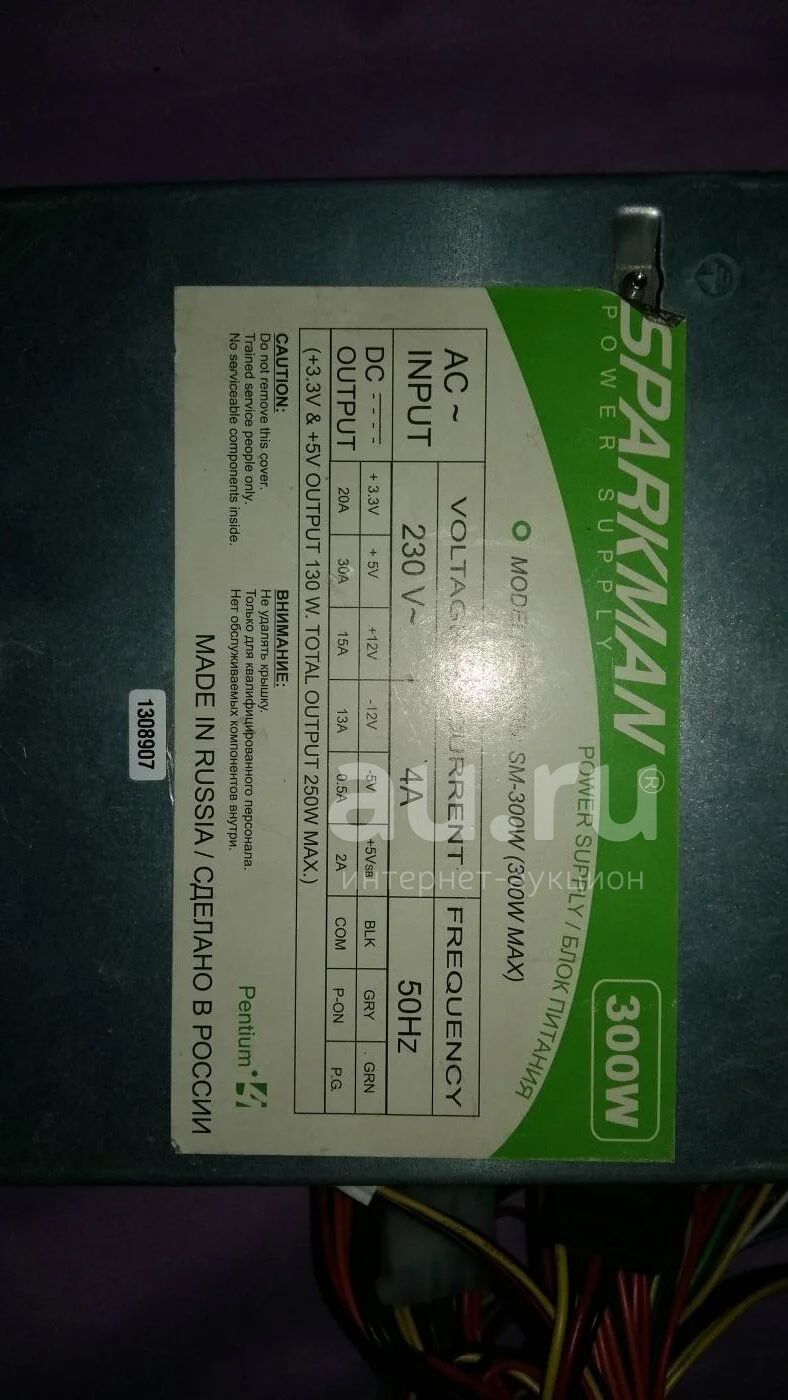 SPARKMAN ®
POWER SUPPLY
300W
POWER SUPPLY / БЛОК ПИТАНИЯ
SM-300W (300W MAX)
AC ~ INPUT
VOLTAGE CURRENT FREQUENCY
230 V~ 4A 50Hz
DC OUTPUT
+ 3.3V + 5V +12V -12V -5V +5VSB BLK GRY . GRN
20A 30A 15A 13A 0.5A 2A COM P-ON P.G.
(+3.3V & +5V OUTPUT 130 W. TOTAL OUTPUT 250W MAX.)
CAUTION:
Do not remove this cover.
Trained service people only.
No serviceable components inside.
ВНИМАНИЕ:
Не удалять крышку.
Только для квалифицированного персонала.
Нет обслуживаемых компонентов внутри.
Pentium 4
MADE IN RUSSIA / СДЕЛАНО В РОССИИ
1308907
au.ru
интернет-аукцион